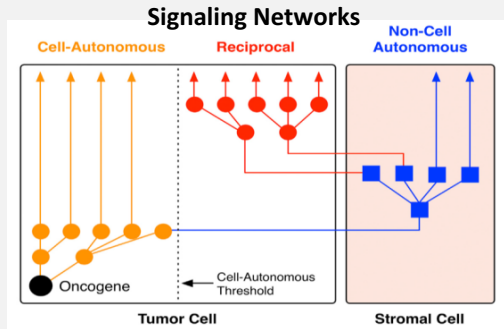 Signaling Networks
Cell-Autonomous
Reciprocal
Non-Cell
Autonomous
Oncogene
Cell-Autonomous
Threshold
Tumor Cell
Stromal Cell